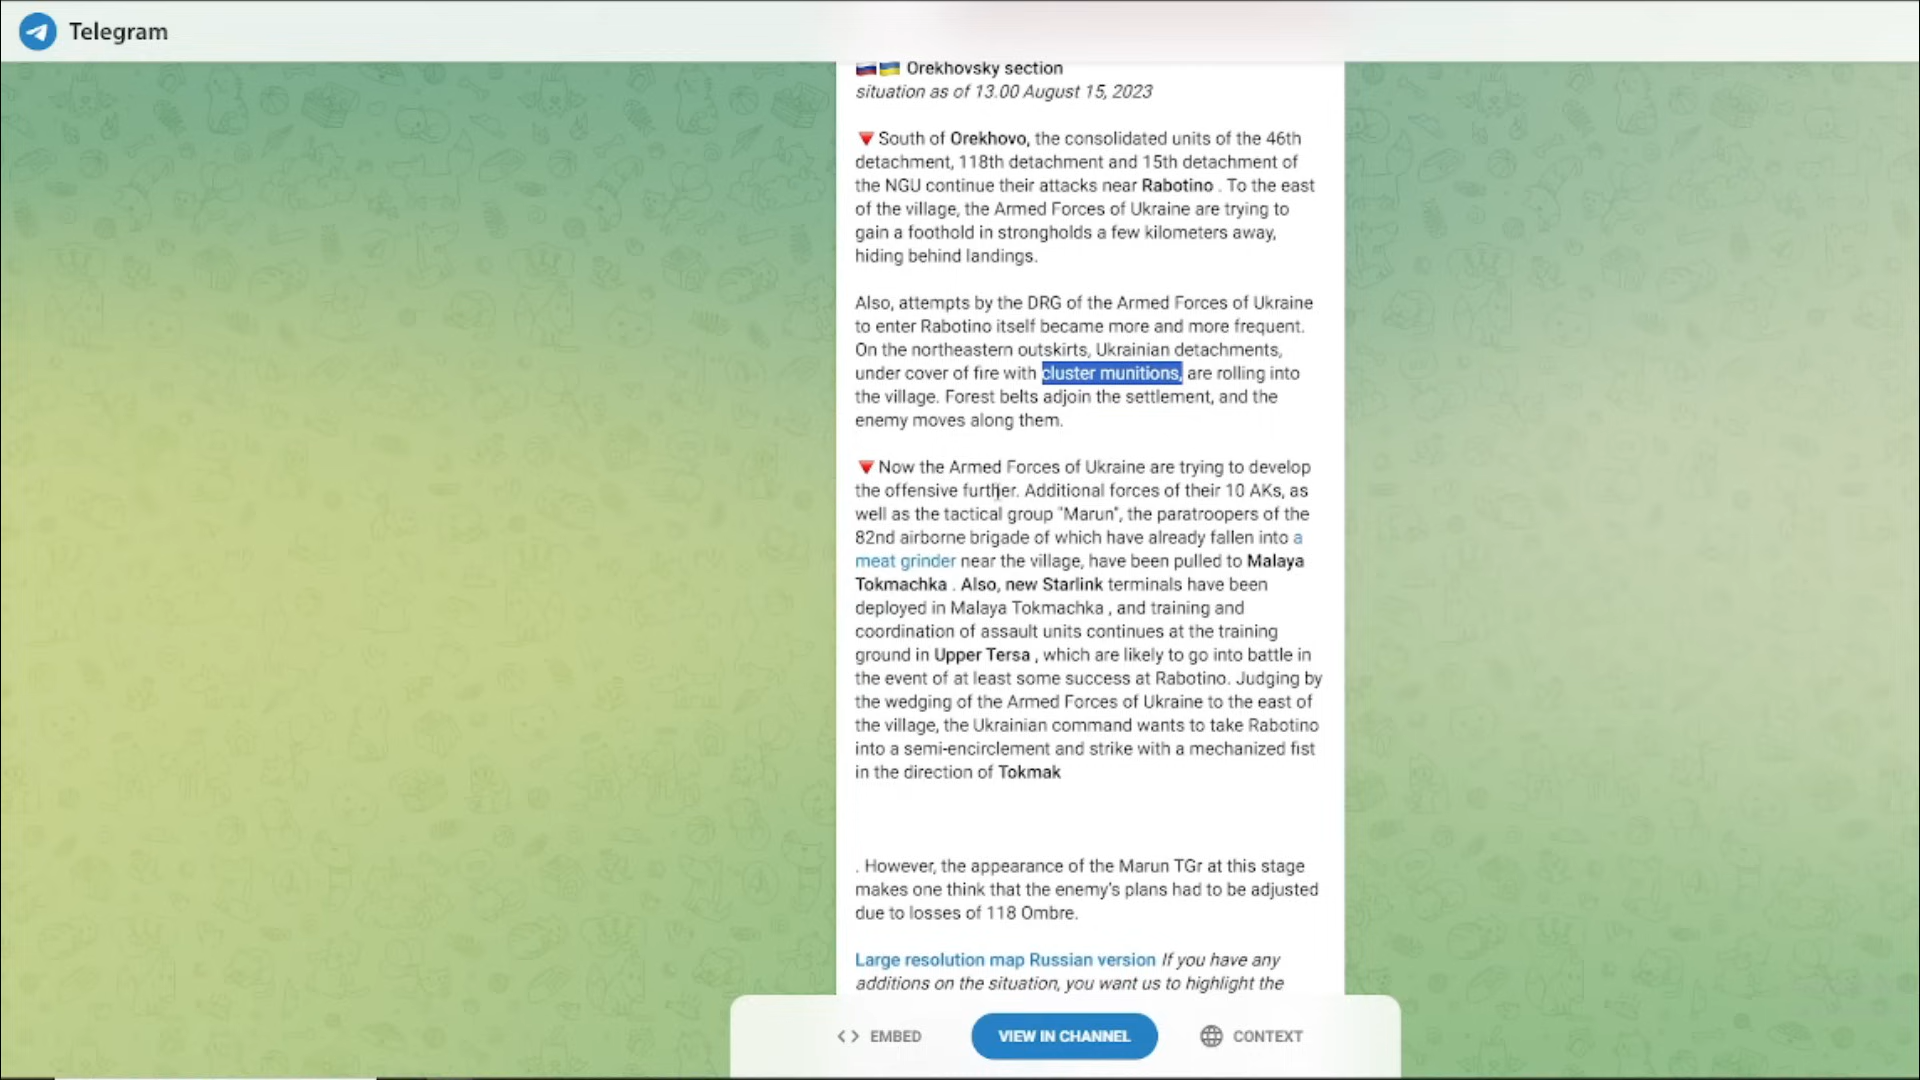 Telegram
Orekhovsky section
situation as of 13.00 August 15, 2023
South of Orekhovo, the consolidated units of the 46th
detachment, 118th detachment and 15th detachment of
the NGU continue their attacks near Rabotino . To the east
of the village, the Armed Forces of Ukraine are trying to
gain a foothold in strongholds a few kilometers away,
hiding behind landings.
Also, attempts by the DRG of the Armed Forces of Ukraine
to enter Rabotino itself became more and more frequent.
On the northeastern outskirts, Ukrainian detachments,
under cover of fire with cluster munitions, are rolling into
the village. Forest belts adjoin the settlement, and the
enemy moves along them.
Now the Armed Forces of Ukraine are trying to develop
the offensive further. Additional forces of their 10 AKs, as
well as the tactical group "Marun", the paratroopers of the
82nd airborne brigade of which have already fallen into a
meat grinder near the village, have been pulled to Malaya
Tokmachka . Also, new Starlink terminals have been
deployed in Malaya Tokmachka , and training and
coordination of assault units continues at the training
ground in Upper Tersa , which are likely to go into battle in
the event of at least some success at Rabotino. Judging by
the wedging of the Armed Forces of Ukraine to the east of
the village, the Ukrainian command wants to take Rabotino
into a semi-encirclement and strike with a mechanized fist
in the direction of Tokmak
. However, the appearance of the Marun TGr at this stage
makes one think that the enemy's plans had to be adjusted
due to losses of 118 Ombre.
Large resolution map Russian version If you have any
additions on the situation, you want us to highlight the
EMBED
VIEW IN CHANNEL
CONTEXT